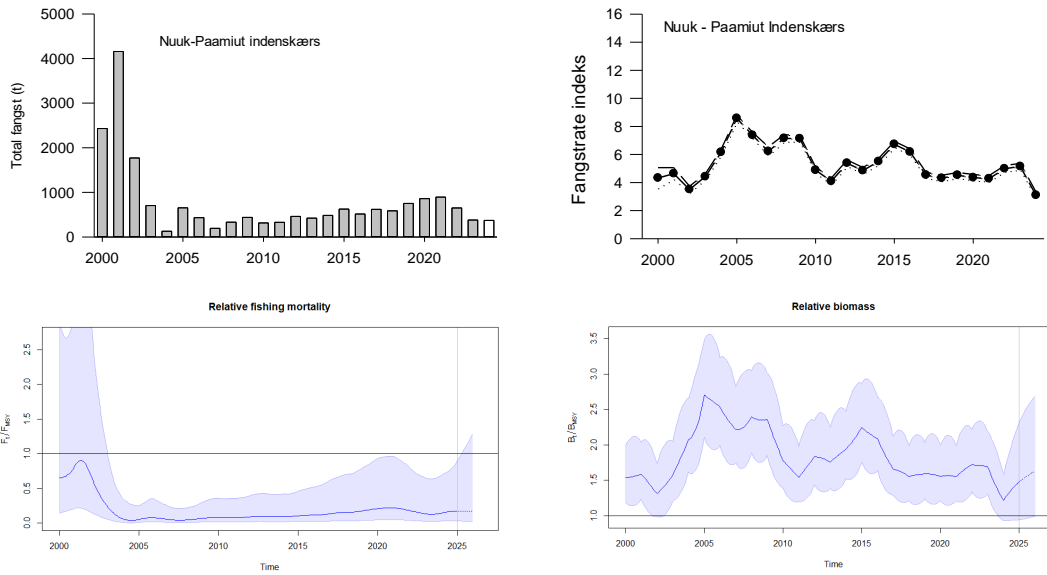 Nuuk-Paamiut indenskærs
Total fangst (t)
5000
4000
3000
2000
1000
0
2000 2005 2010 2015 2020
Nuuk - Paamiut Indenskærs
Fangstrate indeks
16
14
12
10
8
6
4
2
0
2000 2005 2010 2015 2020
Relative fishing mortality
Ft/FMSY
2.5
2.0
1.5
1.0
0.5
0.0
2000 2005 2010 2015 2020 2025
Time
Relative biomass
Bt/BMSY
3.5
3.0
2.5
2.0
1.5
1.0
2000 2005 2010 2015 2020 2025
Time